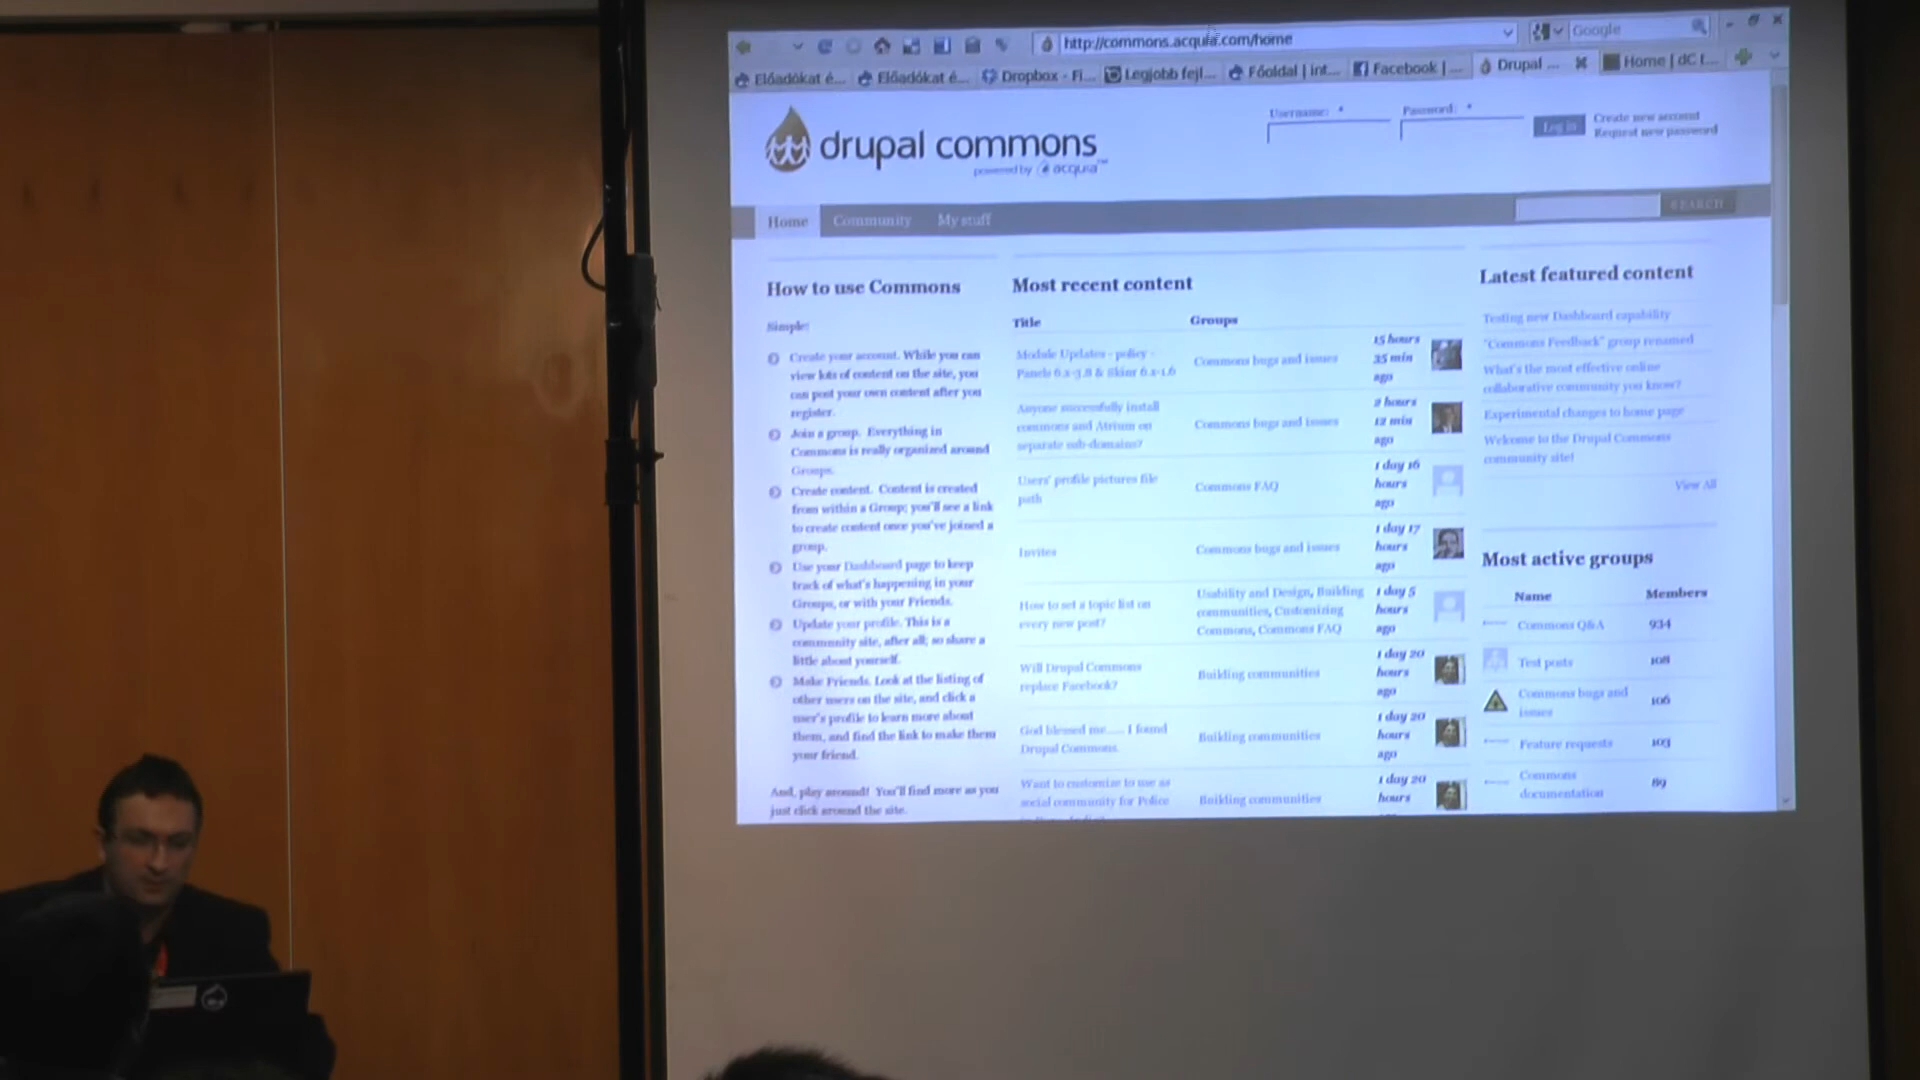 http://commons.acquia.com/home
Google
Előadókat é...
Előadókat é...
Dropbox - Fi...
Legjobb fejl...
Főoldal | int...
Facebook | ...
Drupal ...
Home | dC t...
drupal commons
powered by acquia
Username: *
Password: *
Log in
Create new account
Request new password
Home
Community
My stuff
SEARCH
How to use Commons
Simple:
Create your account. While you can
view lots of content on the site, you
can post your own content after you
register.
Join a group. Everything in
Commons is really organized around
Groups.
Create content. Content is created
from within a Group; you'll see a link
to create content once you've joined a
group.
Use your Dashboard page to keep
track of what's happening in your
Groups, or with your Friends.
Update your profile. This is a
community site, after all; so share a
little about yourself.
Make Friends. Look at the listing of
other users on the site, and click a
user's profile to learn more about
them, and find the link to make them
your friend.
And, play around! You'll find more as you
just click around the site.
Most recent content
Title
Groups
Module Updates - policy -
Panels 6.x-3.8 & Skinr 6.x-1.6
Commons bugs and issues
15 hours
35 min
ago
Anyone successfully install
commons and Atrium on
separate sub-domains?
Commons bugs and issues
2 hours
12 min
ago
Users' profile pictures file
path
Commons FAQ
1 day 16
hours
ago
Invites
Commons bugs and issues
1 day 17
hours
ago
How to set a topic list on
every new post?
Usability and Design, Building
communities, Customizing
Commons, Commons FAQ
1 day 5
hours
ago
Will Drupal Commons
replace Facebook?
Building communities
1 day 20
hours
ago
God blessed me..... I found
Drupal Commons.
Building communities
1 day 20
hours
ago
Want to customize to use as
social community for Police
Building communities
1 day 20
hours
Latest featured content
Testing new Dashboard capability
"Commons Feedback" group renamed
What's the most effective online
collaborative community you know?
Experimental changes to home page
Welcome to the Drupal Commons
community site!
View All
Most active groups
Name
Members
Commons Q&A
934
Test posts
108
Commons bugs and
issues
106
Feature requests
103
Commons
documentation
89